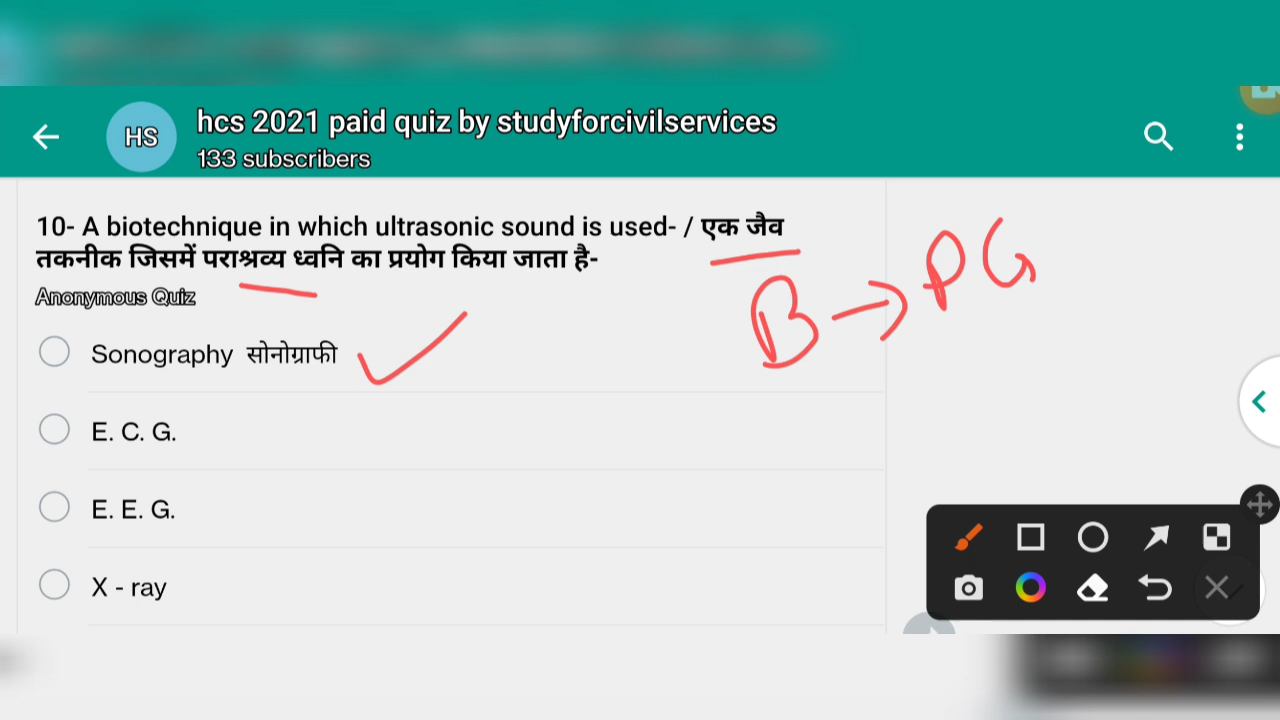 HS
hcs 2021 paid quiz by studyforcivilservices
133 subscribers
10- A biotechnique in which ultrasonic sound is used- / एक जैव
तकनीक जिसमें पराश्रव्य ध्वनि का प्रयोग किया जाता है-
Anonymous Quiz
B → PG
Sonography सोनोग्राफी
E. C. G.
E. E. G.
X - ray